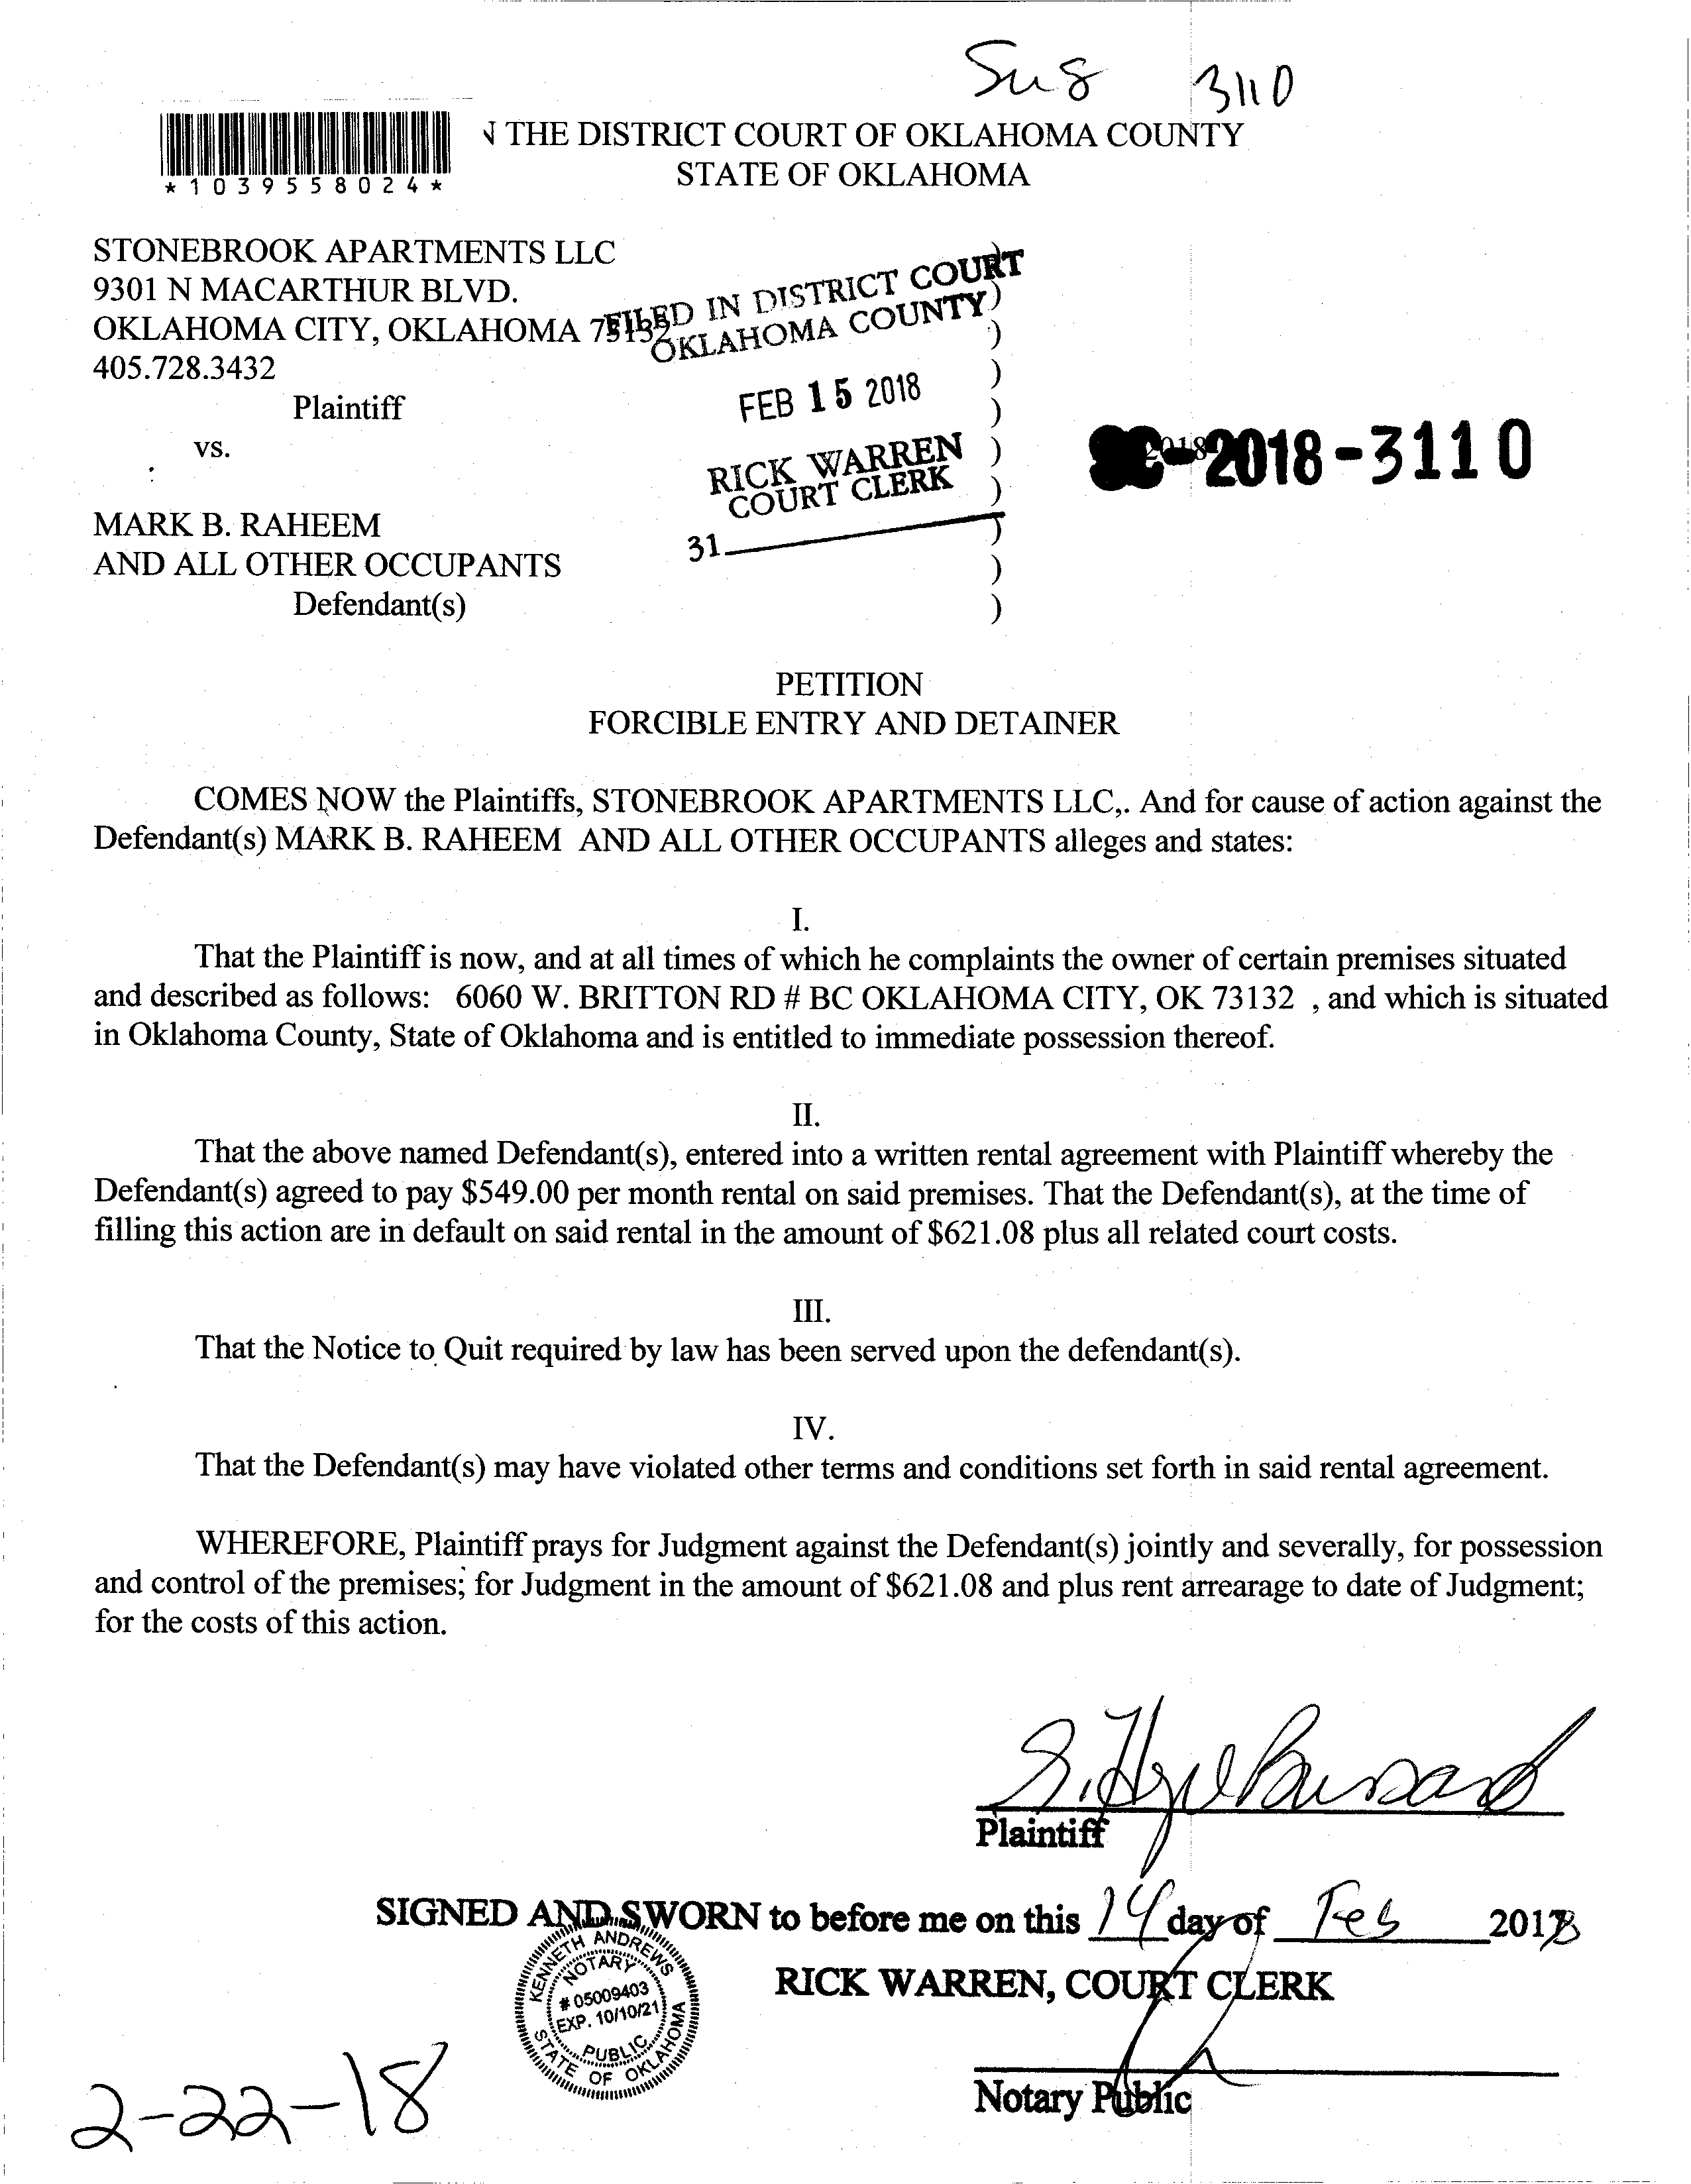 Su 8 3110
*1039558024*
THE DISTRICT COURT OF OKLAHOMA COUNTY
STATE OF OKLAHOMA
STONEBROOK APARTMENTS LLC
9301 N MACARTHUR BLVD.
OKLAHOMA CITY, OKLAHOMA 73132
405.728.3432
Plaintiff
vs.
MARK B. RAHEEM
AND ALL OTHER OCCUPANTS
Defendant(s)
)
)
)
)
)
)
)
)
)
)
FILED IN DISTRICT COURT
OKLAHOMA COUNTY
FEB 15 2018
RICK WARREN
COURT CLERK
31
SC-2018-3110
PETITION
FORCIBLE ENTRY AND DETAINER
COMES NOW the Plaintiffs, STONEBROOK APARTMENTS LLC,. And for cause of action against the
Defendant(s) MARK B. RAHEEM AND ALL OTHER OCCUPANTS alleges and states:
I.
That the Plaintiff is now, and at all times of which he complaints the owner of certain premises situated
and described as follows: 6060 W. BRITTON RD # BC OKLAHOMA CITY, OK 73132 , and which is situated
in Oklahoma County, State of Oklahoma and is entitled to immediate possession thereof.
II.
That the above named Defendant(s), entered into a written rental agreement with Plaintiff whereby the
Defendant(s) agreed to pay $549.00 per month rental on said premises. That the Defendant(s), at the time of
filling this action are in default on said rental in the amount of $621.08 plus all related court costs.
III.
That the Notice to Quit required by law has been served upon the defendant(s).
IV.
That the Defendant(s) may have violated other terms and conditions set forth in said rental agreement.
WHEREFORE, Plaintiff prays for Judgment against the Defendant(s) jointly and severally, for possession
and control of the premises; for Judgment in the amount of $621.08 and plus rent arrearage to date of Judgment;
for the costs of this action.
Plaintiff
SIGNED AND SWORN to before me on this 14 day of Feb 2018
RICK WARREN, COURT CLERK
KENNETH ANDREWS
NOTARY
# 05009403
EXP. 10/10/21
PUBLIC
STATE OF OKLAHOMA
Notary Public
2-22-18